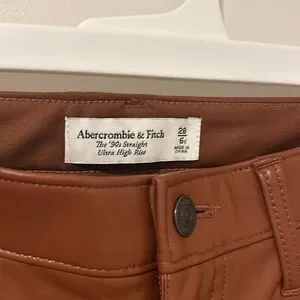 Abercrombie & Fitch
The '90s Straight
Ultra High Rise
28
6S
MADE IN
CHINA